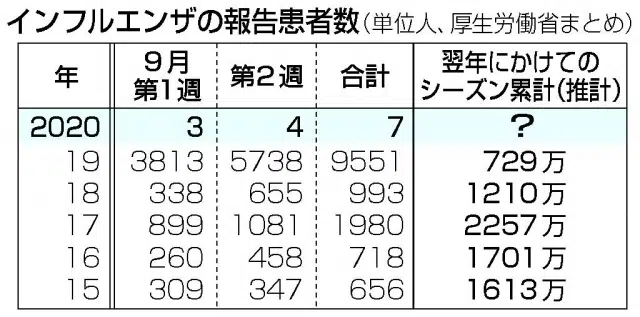 インフルエンザの報告患者数(単位人、厚生労働省まとめ)
年 9月第1週 第2週 合計 翌年にかけてのシーズン累計(推計)
2020 3 4 7 ?
19 3813 5738 9551 729万
18 338 655 993 1210万
17 899 1081 1980 2257万
16 260 458 718 1701万
15 309 347 656 1613万